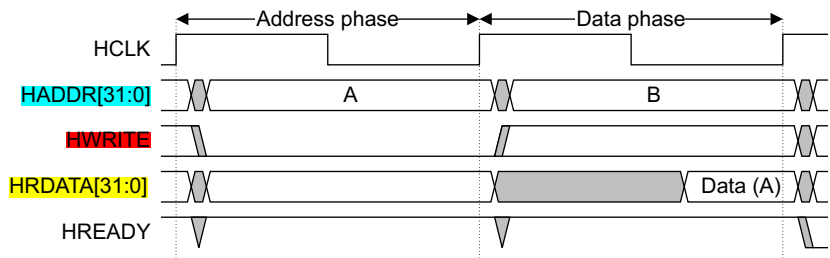 Address phase Data phase
HCLK
HADDR[31:0] A B
HWRITE
HRDATA[31:0] Data (A)
HREADY